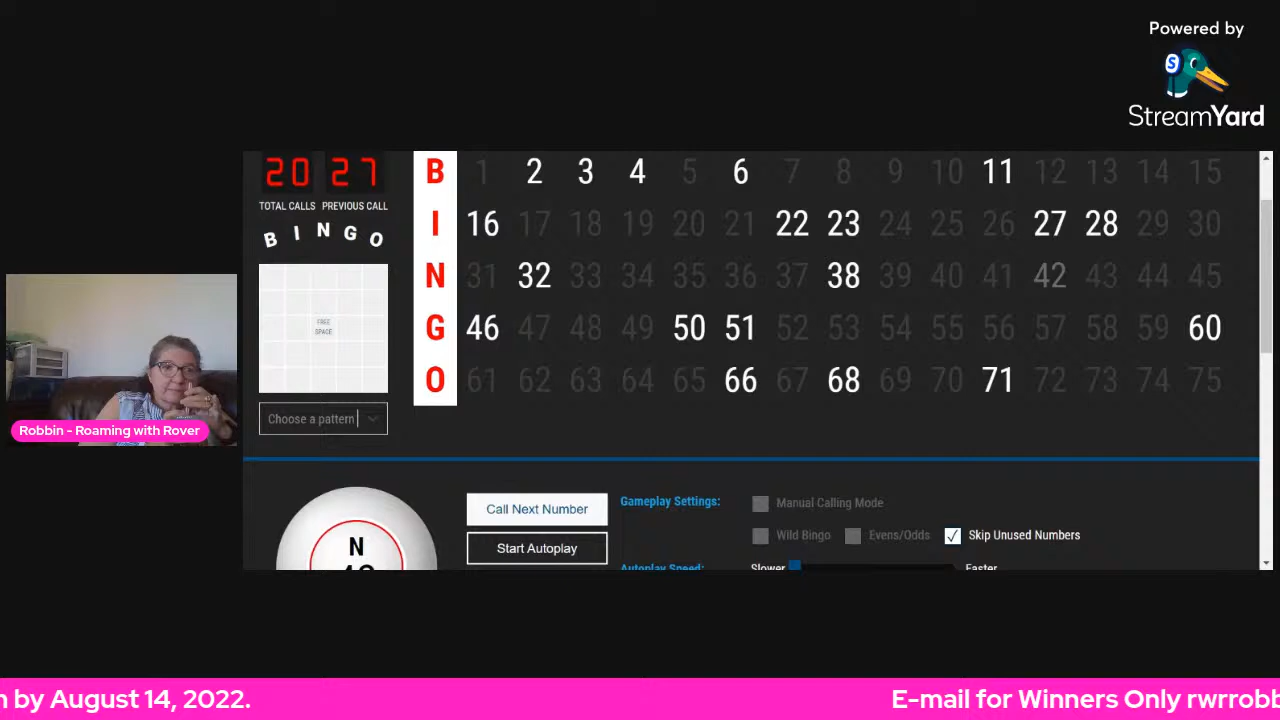 Powered by
StreamYard
20 27
TOTAL CALLS PREVIOUS CALL
BINGO
FREE
SPACE
Choose a pattern
B 1 2 3 4 5 6 7 8 9 10 11 12 13 14 15
I 16 17 18 19 20 21 22 23 24 25 26 27 28 29 30
N 31 32 33 34 35 36 37 38 39 40 41 42 43 44 45
G 46 47 48 49 50 51 52 53 54 55 56 57 58 59 60
O 61 62 63 64 65 66 67 68 69 70 71 72 73 74 75
Robbin - Roaming with Rover
N
Call Next Number
Start Autoplay
Gameplay Settings:
Manual Calling Mode
Wild Bingo Evens/Odds Skip Unused Numbers
Autoplay Speed: Slower Faster
by August 14, 2022. E-mail for Winners Only rwrrobb